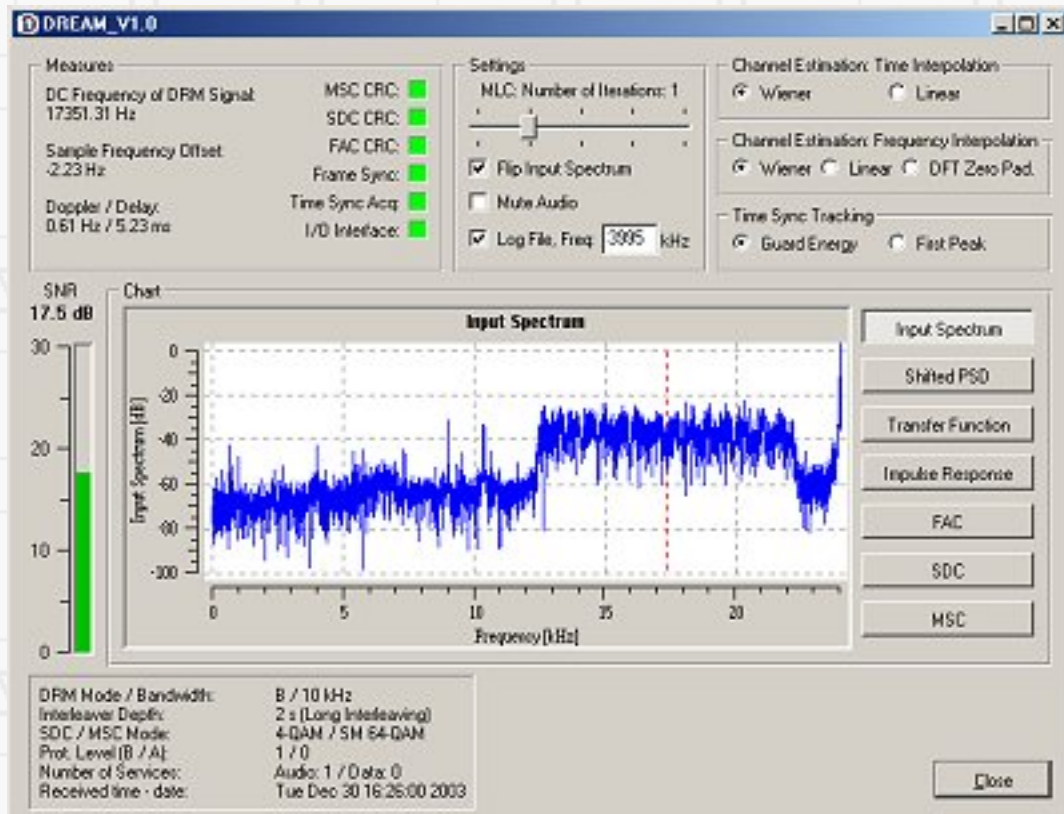 DREAM_V1.0
Measures
DC Frequency of DRM Signal:
17351.31 Hz
Sample Frequency Offset:
-2.23 Hz
Doppler / Delay:
0.61 Hz / 5.23 ms
MSC CRC:
SDC CRC:
FAC CRC:
Frame Sync:
Time Sync Acq:
I/O Interface:
Settings
MLC: Number of Iterations: 1
Flip Input Spectrum
Mute Audio
Log File, Freq: 3995 kHz
Channel Estimation: Time Interpolation
Wiener Linear
Channel Estimation: Frequency Interpolation
Wiener Linear DFT Zero Pad.
Time Sync Tracking
Guard Energy First Peak
SNR
17.5 dB
30
20
10
0
Chart
Input Spectrum
Input Spectrum [dB]
0
-20
-40
-60
-80
-100
0 5 10 15 20
Frequency [kHz]
Input Spectrum
Shifted PSD
Transfer Function
Impulse Response
FAC
SDC
MSC
DRM Mode / Bandwidth: B / 10 kHz
Interleaver Depth: 2 s (Long Interleaving)
SDC / MSC Mode: 4-QAM / SM 64-QAM
Prot. Level (B / A): 1 / 0
Number of Services: Audio: 1 / Data: 0
Received time - date: Tue Dec 30 16:26:00 2003
Close